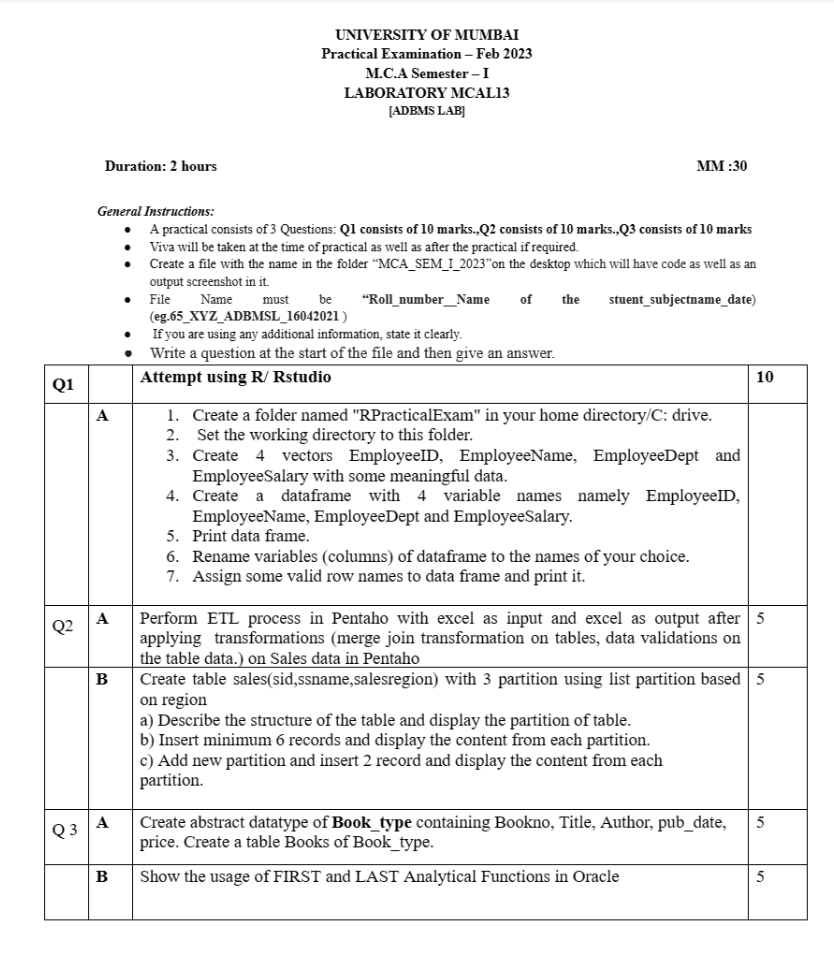 UNIVERSITY OF MUMBAI
Practical Examination – Feb 2023
M.C.A Semester – I
LABORATORY MCAL13
[ADBMS LAB]
Duration: 2 hours MM :30
General Instructions:
• A practical consists of 3 Questions: Q1 consists of 10 marks.,Q2 consists of 10 marks.,Q3 consists of 10 marks
• Viva will be taken at the time of practical as well as after the practical if required.
• Create a file with the name in the folder “MCA_SEM_I_2023”on the desktop which will have code as well as an
output screenshot in it.
• File Name must be “Roll_number__Name of the stuent_subjectname_date)
(eg.65_XYZ_ADBMSL_16042021 )
• If you are using any additional information, state it clearly.
• Write a question at the start of the file and then give an answer.
Q1 Attempt using R/ Rstudio 10
A 1. Create a folder named "RPracticalExam" in your home directory/C: drive.
2. Set the working directory to this folder.
3. Create 4 vectors EmployeeID, EmployeeName, EmployeeDept and
EmployeeSalary with some meaningful data.
4. Create a dataframe with 4 variable names namely EmployeeID,
EmployeeName, EmployeeDept and EmployeeSalary.
5. Print data frame.
6. Rename variables (columns) of dataframe to the names of your choice.
7. Assign some valid row names to data frame and print it.
Q2 A Perform ETL process in Pentaho with excel as input and excel as output after 5
applying transformations (merge join transformation on tables, data validations on
the table data.) on Sales data in Pentaho
B Create table sales(sid,ssname,salesregion) with 3 partition using list partition based 5
on region
a) Describe the structure of the table and display the partition of table.
b) Insert minimum 6 records and display the content from each partition.
c) Add new partition and insert 2 record and display the content from each
partition.
Q 3 A Create abstract datatype of Book_type containing Bookno, Title, Author, pub_date, 5
price. Create a table Books of Book_type.
B Show the usage of FIRST and LAST Analytical Functions in Oracle 5